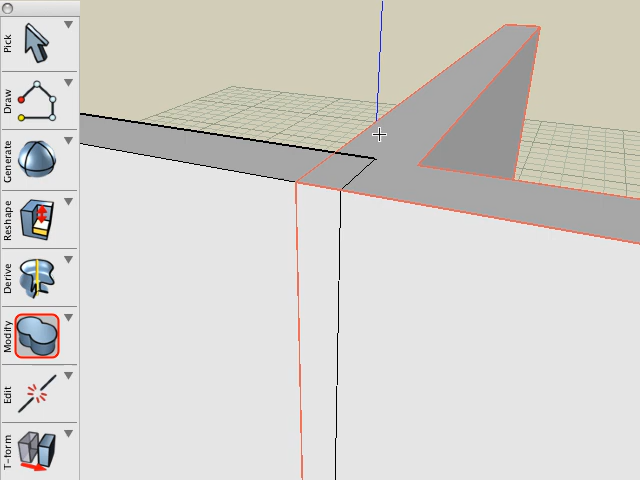 Pick
Draw
Generate
Reshape
Derive
Modify
Edit
T-form